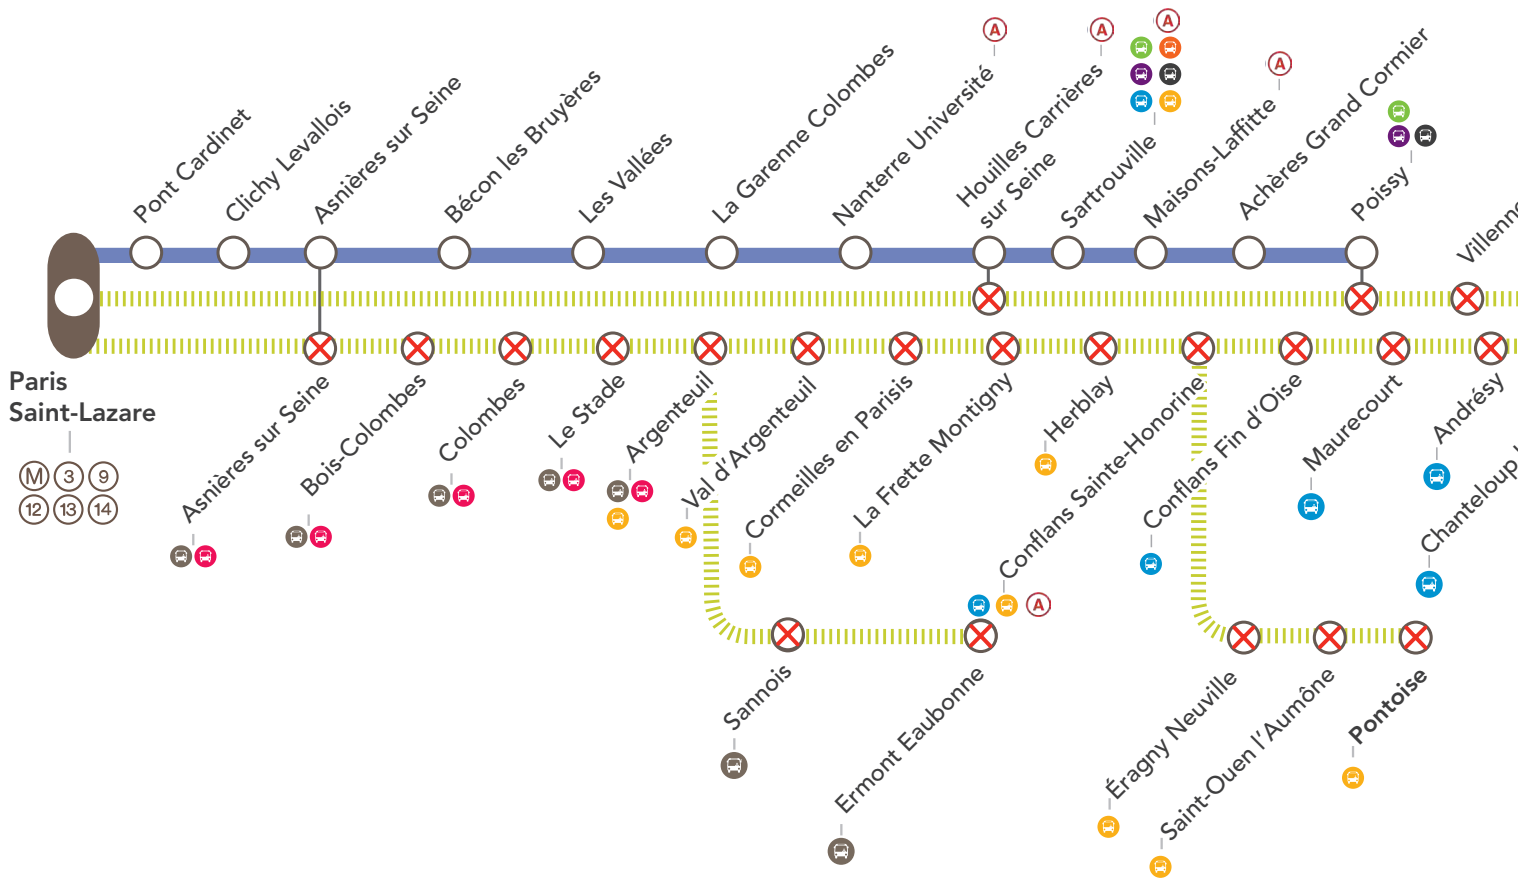 Pont Cardinet
Clichy Levallois
Asnières sur Seine
Bécon les Bruyères
Les Vallées
La Garenne Colombes
Nanterre Université
A
Houilles Carrières
sur Seine
A
Sartrouville
A
Maisons-Laffitte
A
Achères Grand Cormier
Poissy
Paris
Saint-Lazare
M 3 9
12 13 14
Asnières sur Seine
Bois-Colombes
Colombes
Le Stade
Argenteuil
Val d'Argenteuil
Cormeilles en Parisis
La Frette Montigny
Herblay
Conflans Sainte-Honorine
A
Conflans Fin d'Oise
Maurecourt
Andrésy
Sannois
Ermont Eaubonne
Éragny Neuville
Saint-Ouen l'Aumône
Pontoise